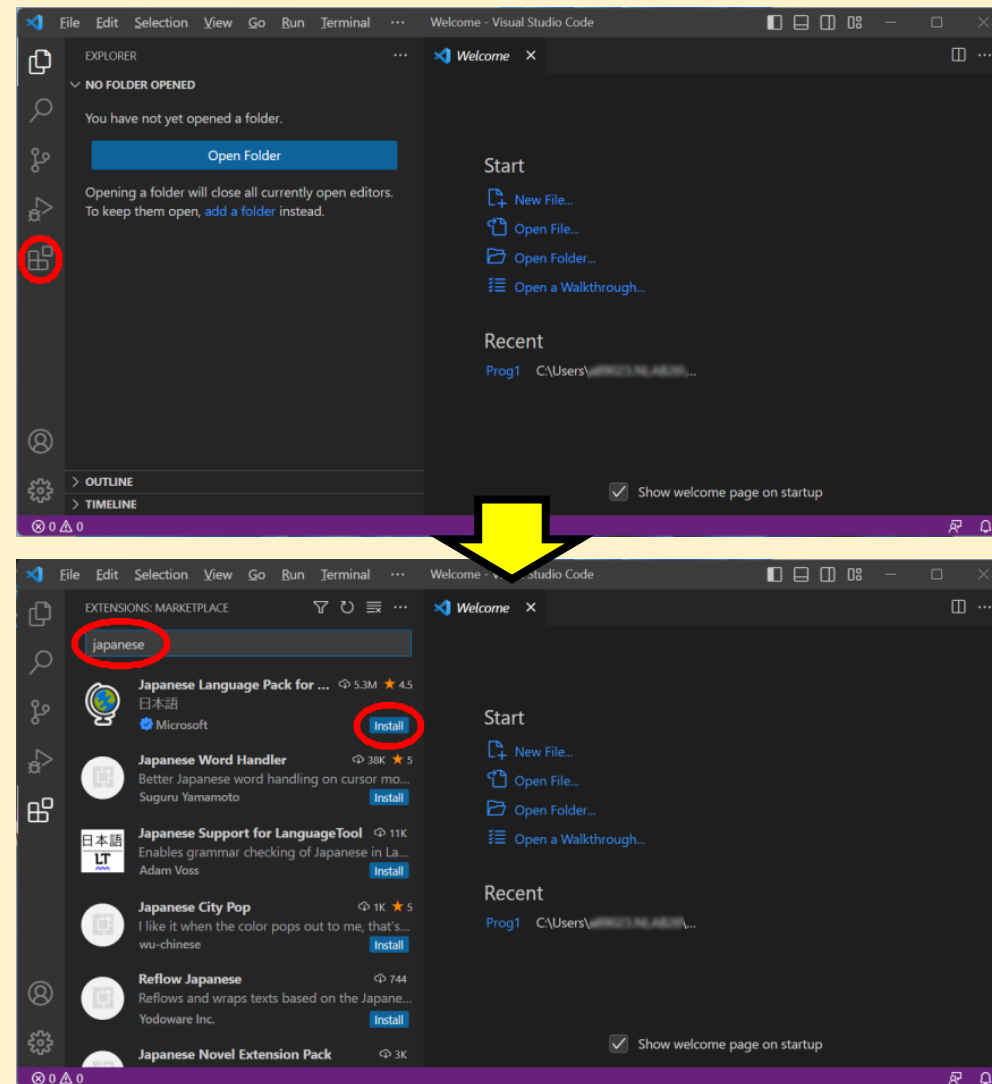 File Edit Selection View Go Run Terminal ··· Welcome - Visual Studio Code
EXPLORER ···
Welcome
NO FOLDER OPENED
You have not yet opened a folder.
Open Folder
Opening a folder will close all currently open editors.
To keep them open, add a folder instead.
Start
New File...
Open File...
Open Folder...
Open a Walkthrough...
Recent
Prog1 C:\Users\
OUTLINE
TIMELINE
Show welcome page on startup
0 0
File Edit Selection View Go Run Terminal ··· Welcome - Studio Code
EXTENSIONS: MARKETPLACE ···
Welcome
japanese
Japanese Language Pack for ... 5.3M ★ 4.5
日本語
Microsoft Install
Japanese Word Handler 38K ★ 5
Better Japanese word handling on cursor mo...
Suguru Yamamoto Install
日本語
LT
Japanese Support for LanguageTool 11K
Enables grammar checking of Japanese in La...
Adam Voss Install
Japanese City Pop 1K ★ 5
I like it when the color pops out to me, that's...
wu-chinese Install
Reflow Japanese 744
Reflows and wraps texts based on the Japane...
Yodoware Inc. Install
Japanese Novel Extension Pack 3K
Start
New File...
Open File...
Open Folder...
Open a Walkthrough...
Recent
Prog1 C:\Users\
Show welcome page on startup
0 0